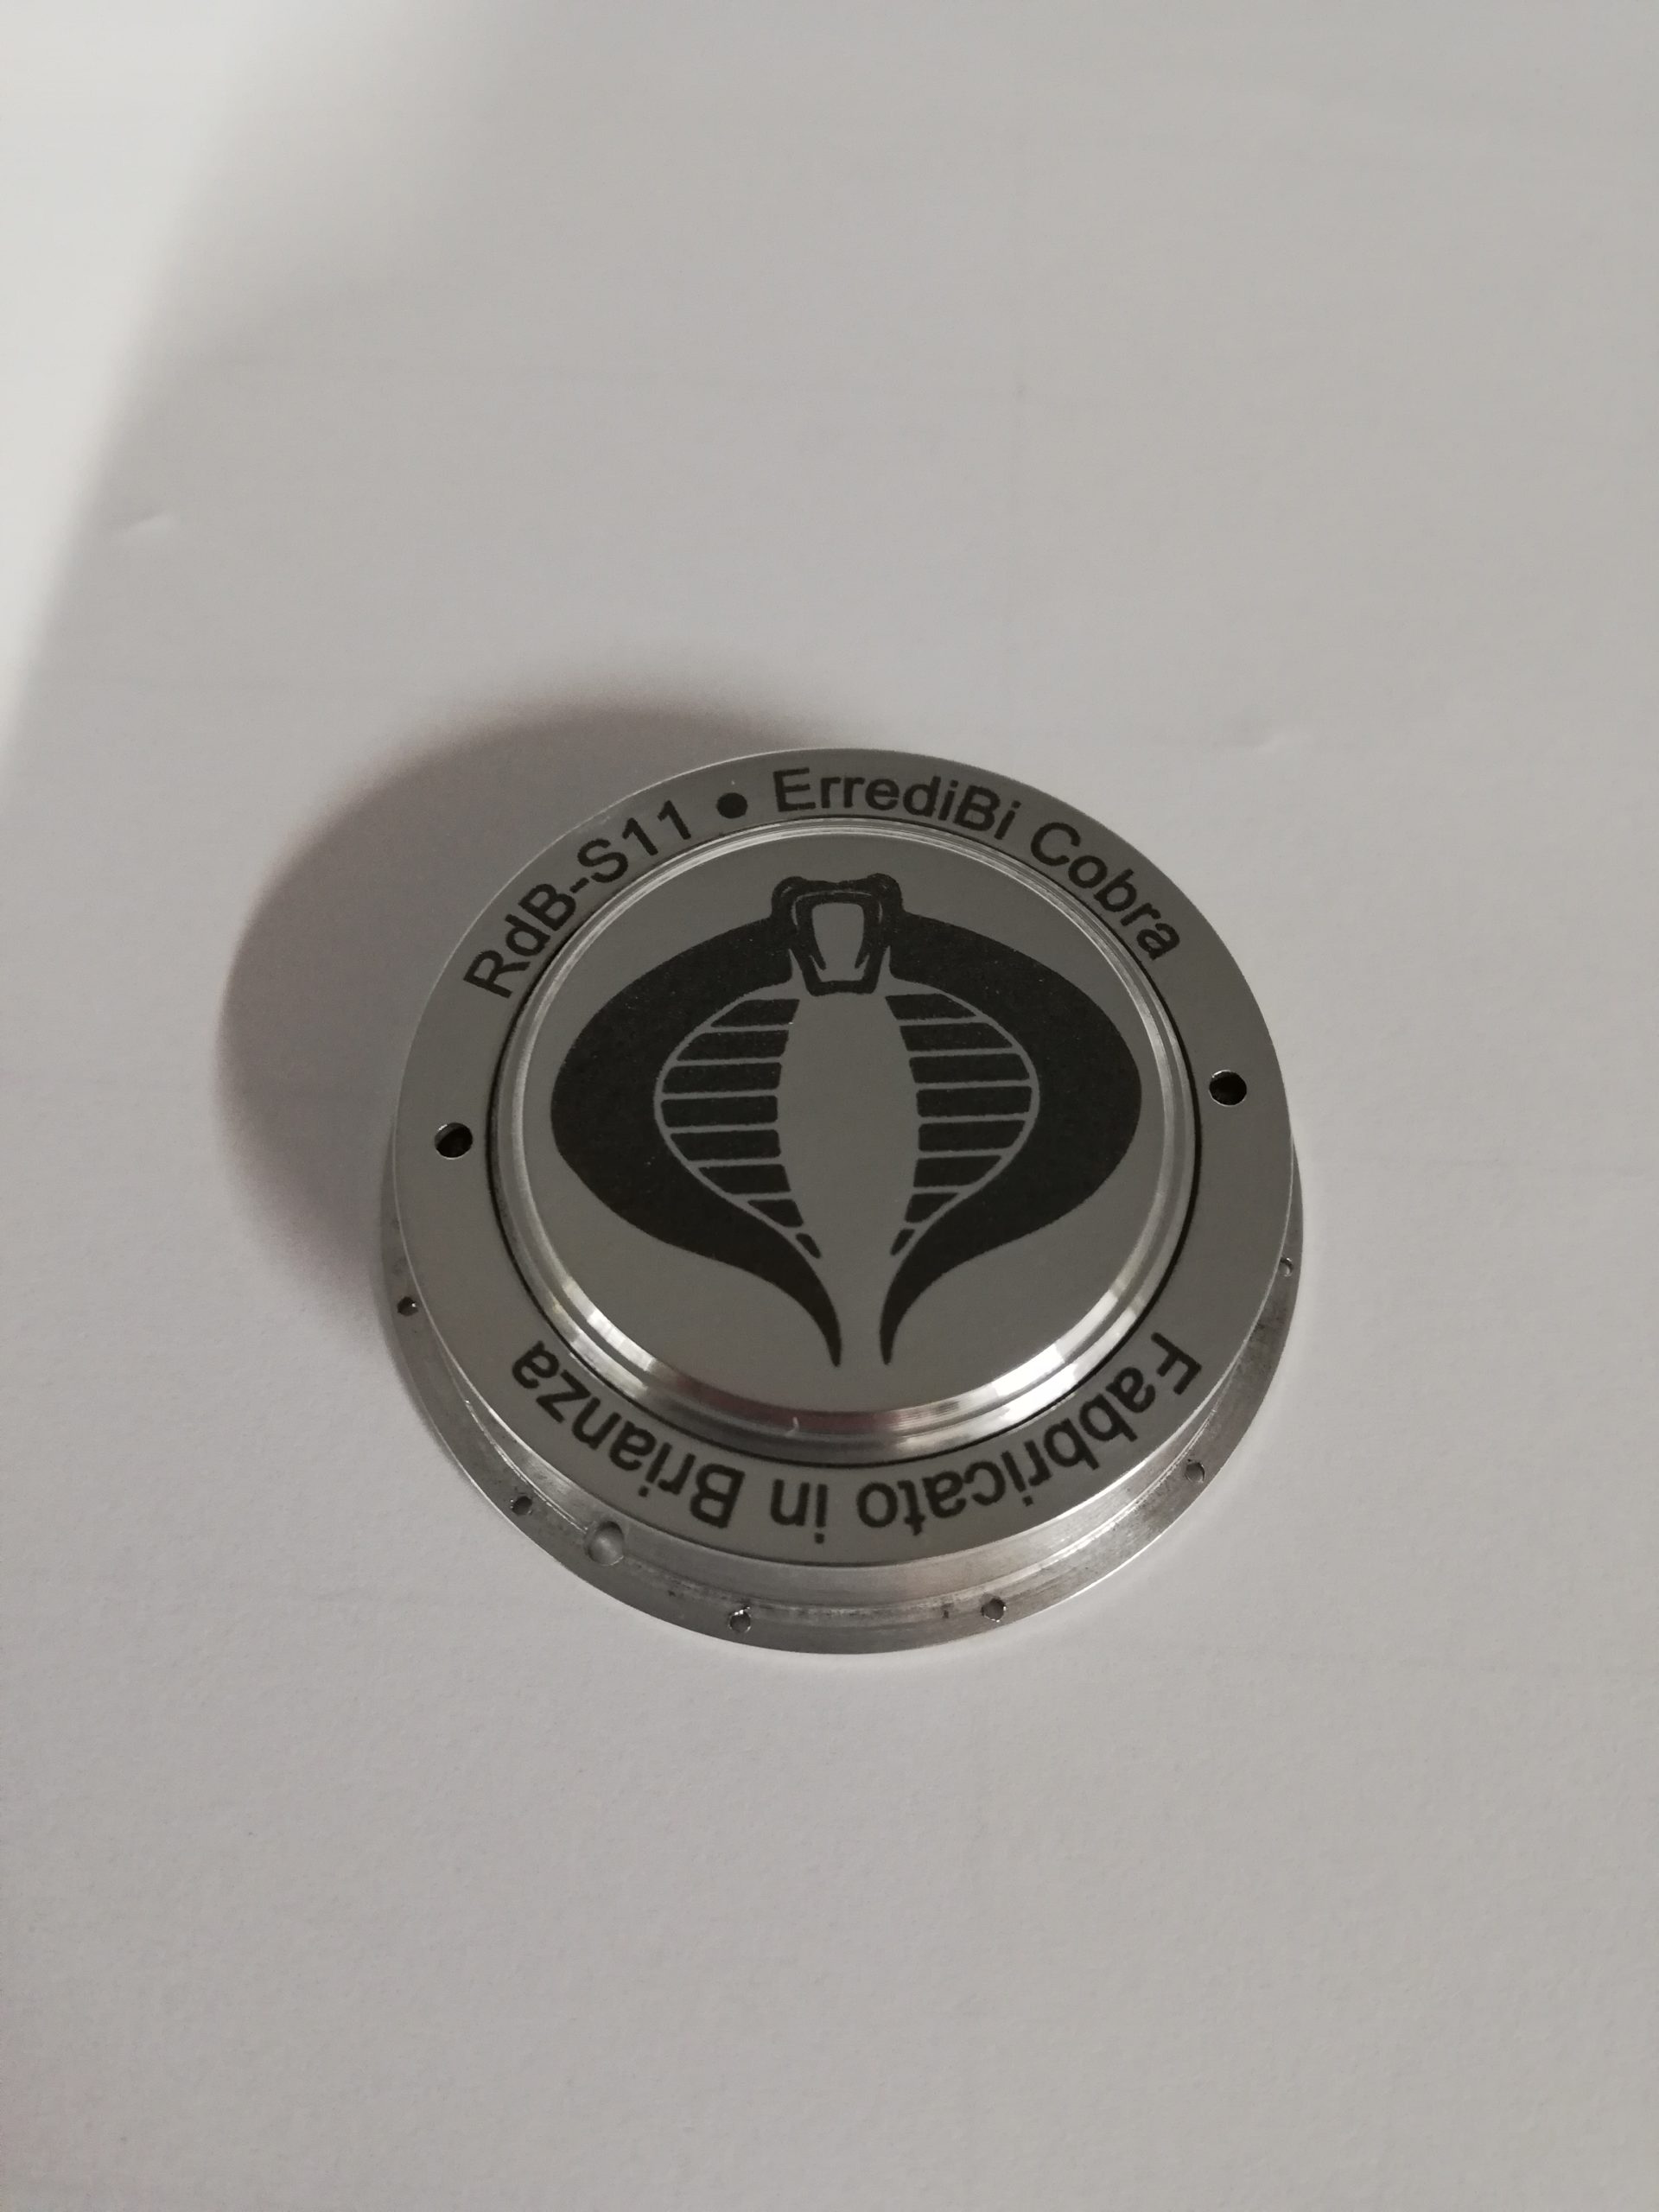 RdB-S11 • ErrediBi Cobra
Fabbricato in Brianza